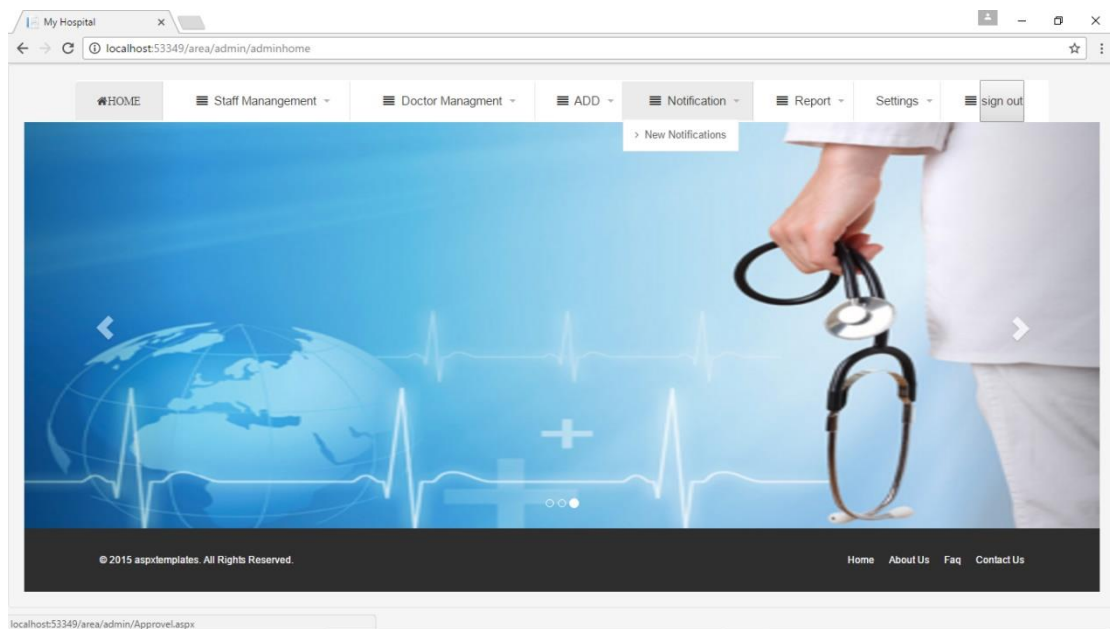 My Hospital
localhost:53349/area/admin/adminhome
HOME Staff Manangement Doctor Managment ADD Notification Report Settings sign out
> New Notifications
© 2015 aspxtemplates. All Rights Reserved. Home About Us Faq Contact Us
localhost:53349/area/admin/Approvel.aspx